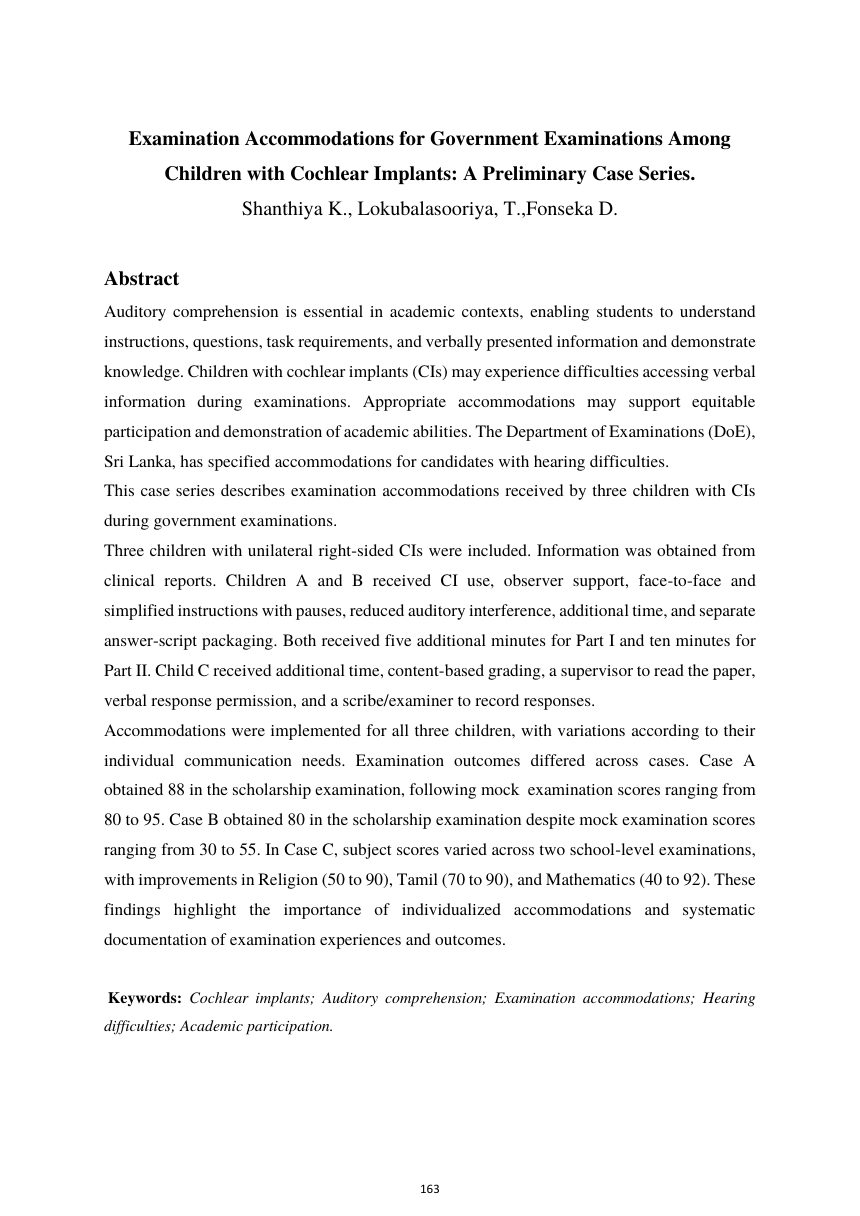 Examination Accommodations for Government Examinations Among
Children with Cochlear Implants: A Preliminary Case Series.
Shanthiya K., Lokubalasooriya, T.,Fonseka D.
Abstract
Auditory comprehension is essential in academic contexts, enabling students to understand
instructions, questions, task requirements, and verbally presented information and demonstrate
knowledge. Children with cochlear implants (CIs) may experience difficulties accessing verbal
information during examinations. Appropriate accommodations may support equitable
participation and demonstration of academic abilities. The Department of Examinations (DoE),
Sri Lanka, has specified accommodations for candidates with hearing difficulties.
This case series describes examination accommodations received by three children with CIs
during government examinations.
Three children with unilateral right-sided CIs were included. Information was obtained from
clinical reports. Children A and B received CI use, observer support, face-to-face and
simplified instructions with pauses, reduced auditory interference, additional time, and separate
answer-script packaging. Both received five additional minutes for Part I and ten minutes for
Part II. Child C received additional time, content-based grading, a supervisor to read the paper,
verbal response permission, and a scribe/examiner to record responses.
Accommodations were implemented for all three children, with variations according to their
individual communication needs. Examination outcomes differed across cases. Case A
obtained 88 in the scholarship examination, following mock examination scores ranging from
80 to 95. Case B obtained 80 in the scholarship examination despite mock examination scores
ranging from 30 to 55. In Case C, subject scores varied across two school-level examinations,
with improvements in Religion (50 to 90), Tamil (70 to 90), and Mathematics (40 to 92). These
findings highlight the importance of individualized accommodations and systematic
documentation of examination experiences and outcomes.
Keywords: Cochlear implants; Auditory comprehension; Examination accommodations; Hearing
difficulties; Academic participation.
163